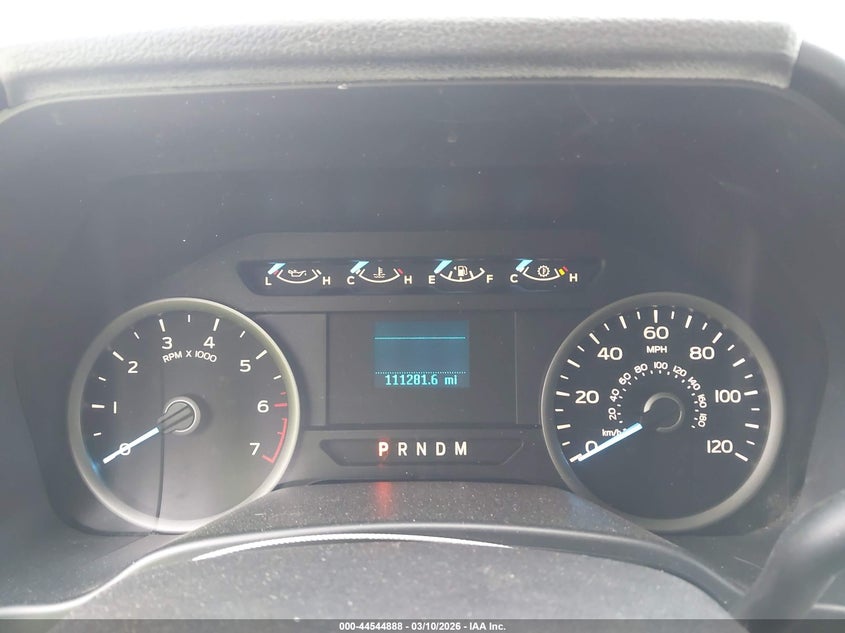 L H C H E F C H
3 4
2 RPM X 1000 5
1 6
0 7
111281.6 mi
P R N D M
60
MPH
40 80
20 100
0 120
20 40 60 80 100 120 140 160 180
km/h
000-44544888 | 03/10/2026 - IAA Inc.